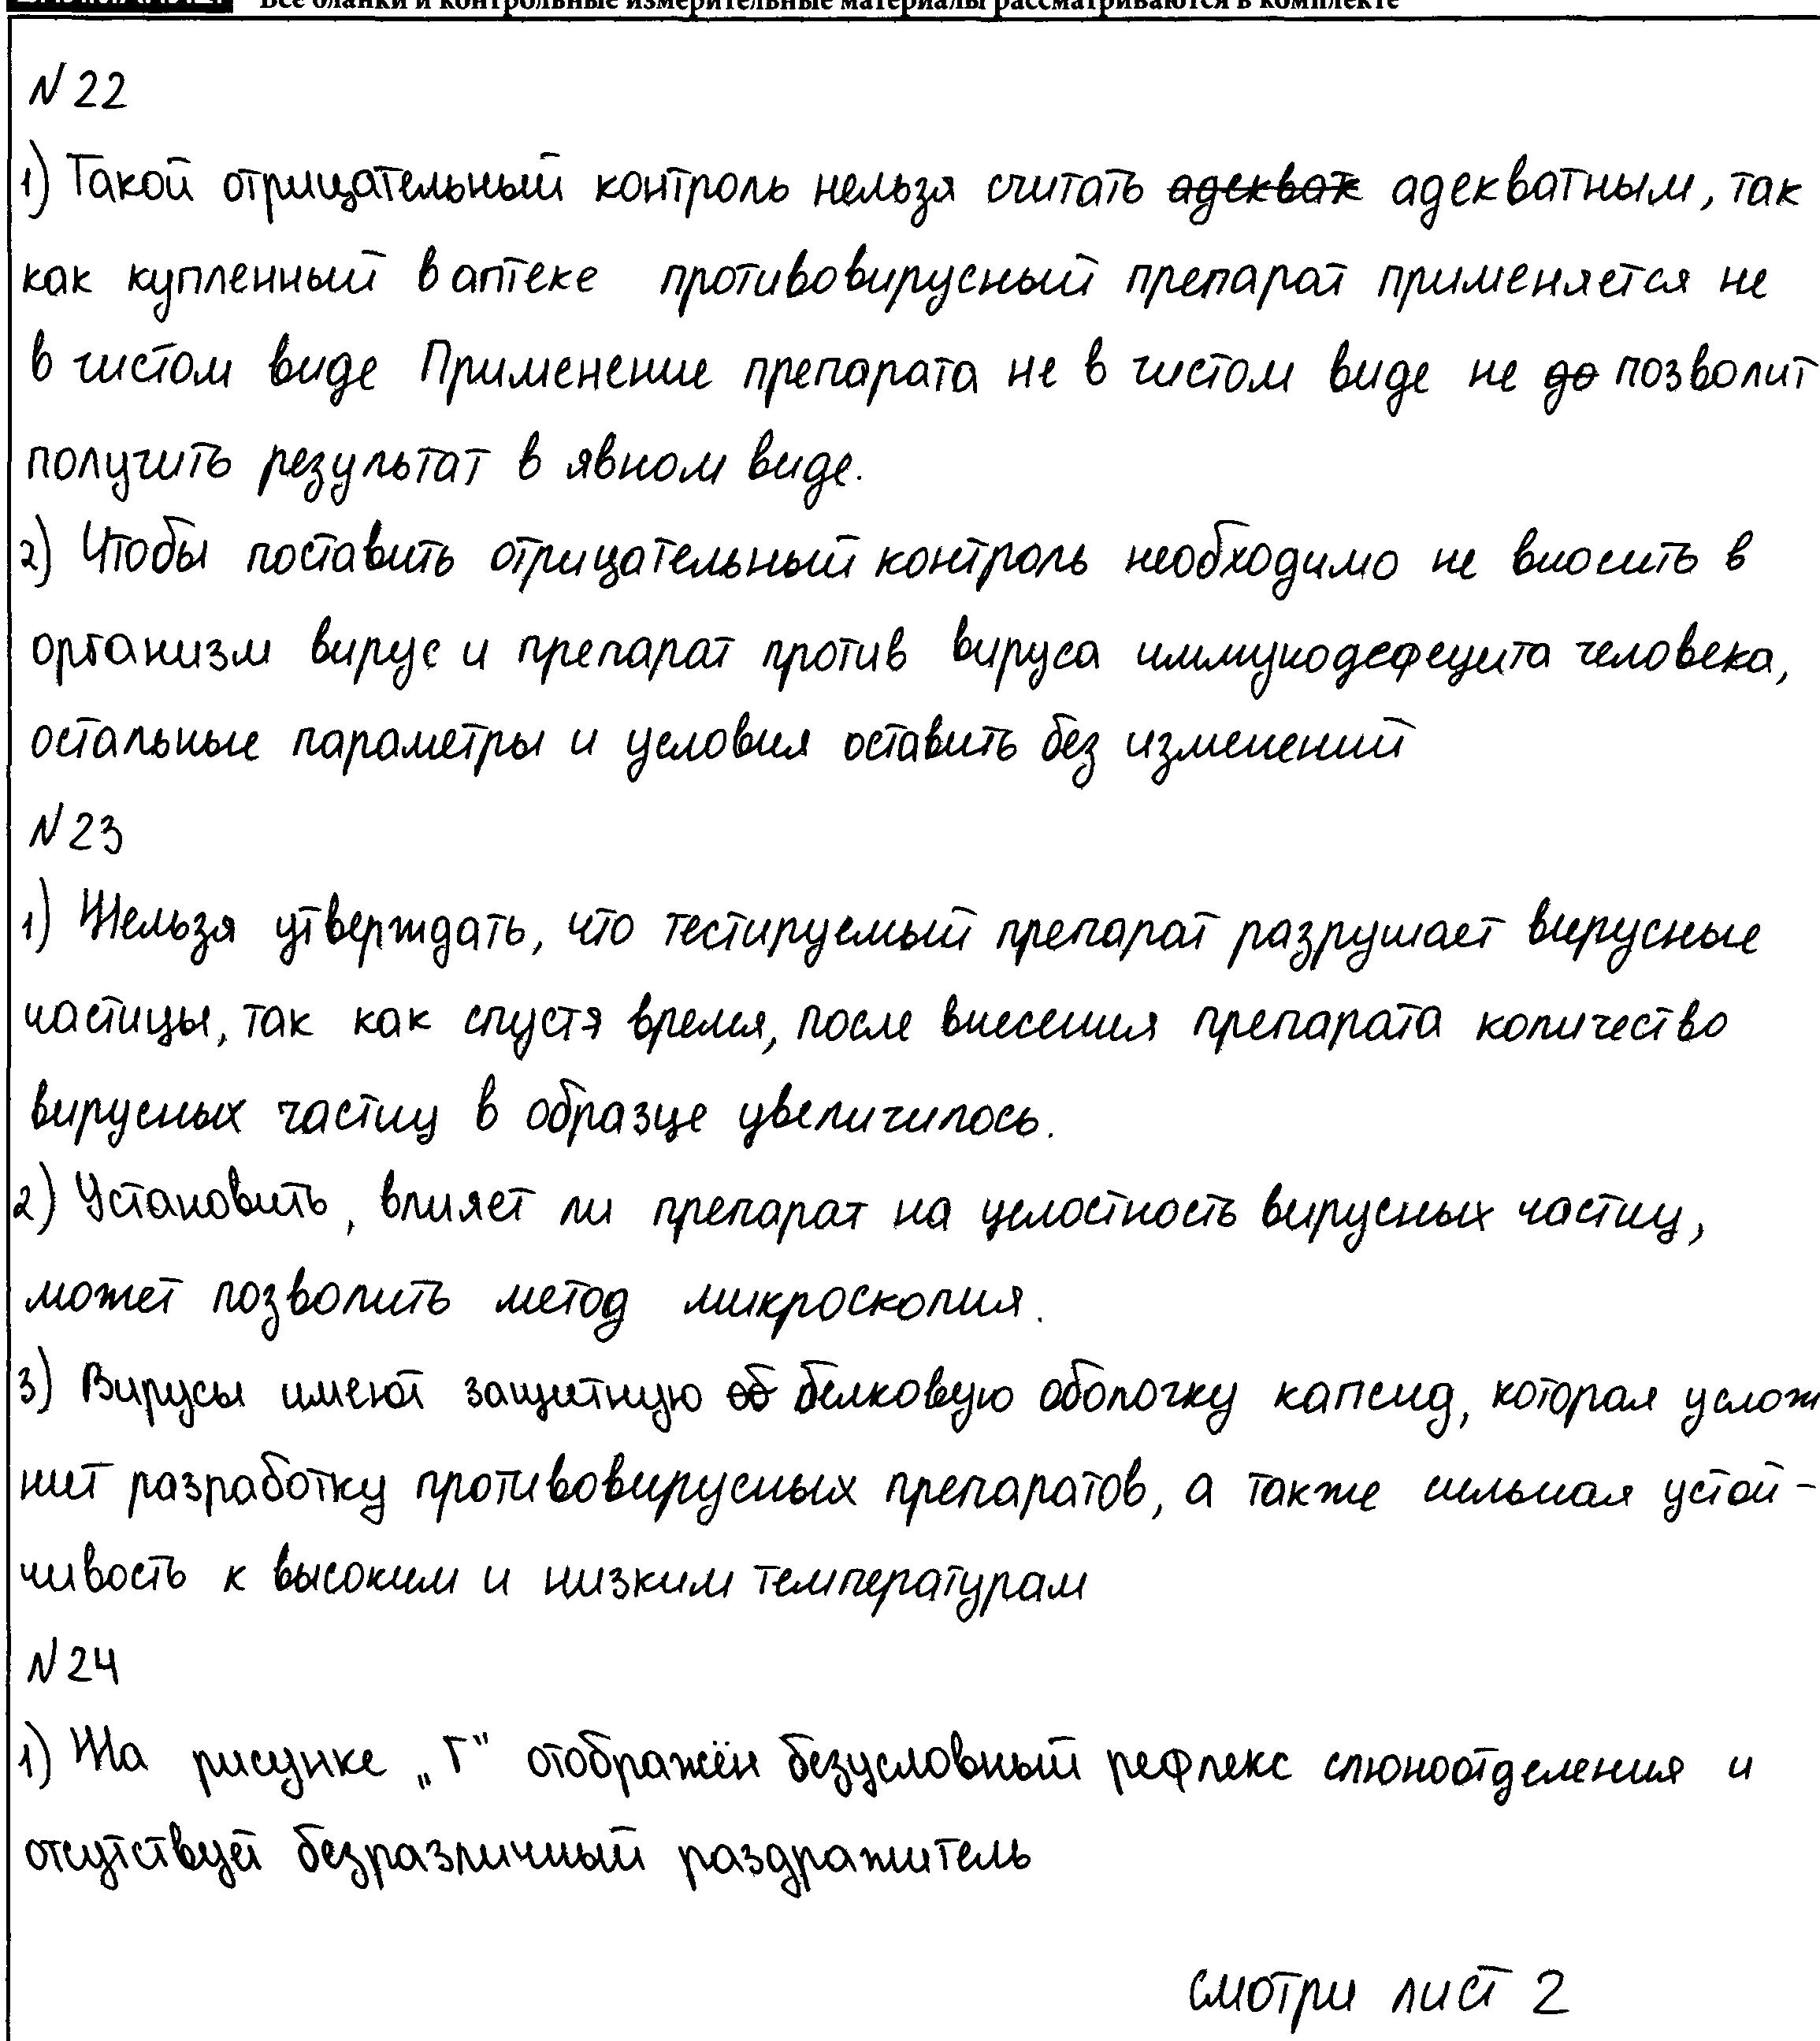 Все бланки и контрольные измерительные материалы рассматриваются в комплекте
№ 22
1) Такой отрицательный контроль нельзя считать адекват адекватным, так
как купленный в аптеке противовирусный препарат применяется не
в чистом виде Применение препарата не в чистом виде не до позволит
получить результат в явном виде.
2) Чтобы поставить отрицательный контроль необходимо не вносить в
организм вирус и препарат против вируса иммунодефецита человека,
остальные параметры и условия оставить без изменений
№ 23
1) Нельзя утверждать, что тестируемый препарат разрушает вирусные
частицы, так как спустя время, после внесения препарата количество
вирусных частиц в образце увеличилось.
2) Установить, влияет ли препарат на целостность вирусных частиц,
может позволить метод микроскопия.
3) Вирусы имеют защитную об белковую оболочку капсид, которая услож
нит разработку противовирусных препаратов, а также сильная устой-
чивость к высоким и низким температурам
№ 24
1) На рисунке „Г" отображён безусловный рефлекс слюноотделения и
отсутствует безразличный раздражитель
смотри лист 2